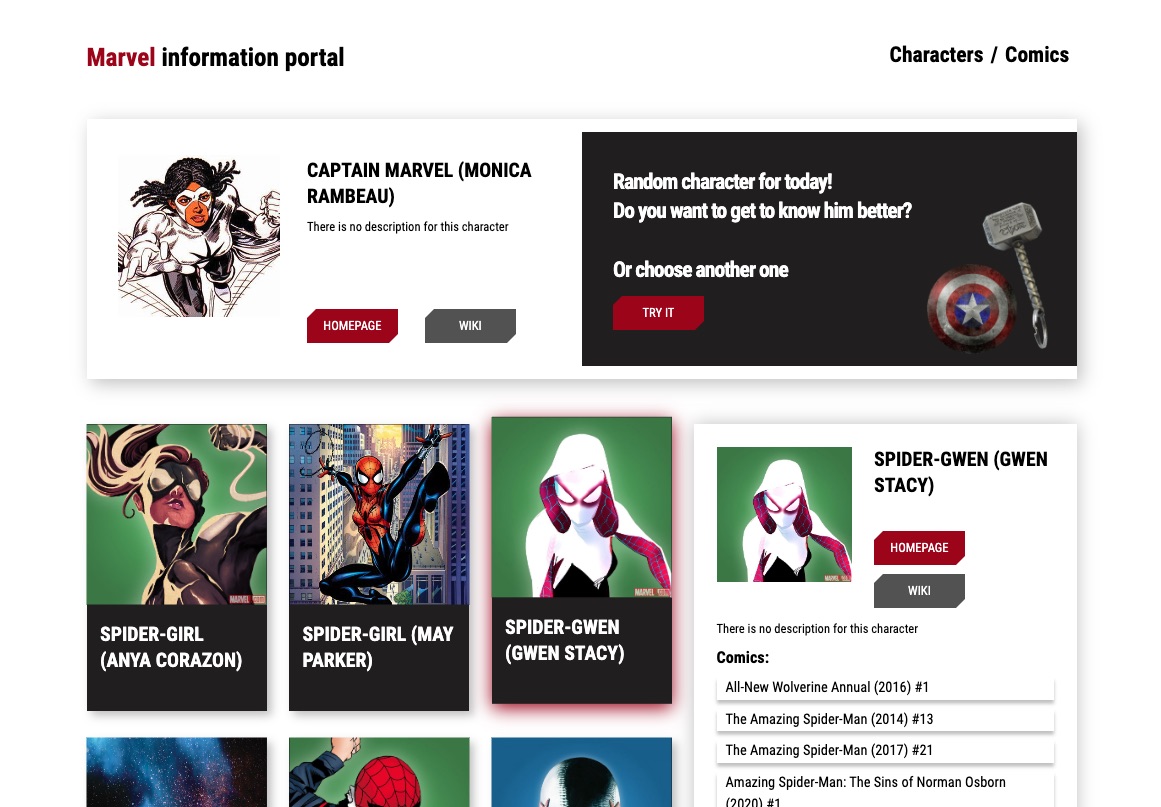 Marvel information portal
Characters / Comics
CAPTAIN MARVEL (MONICA
RAMBEAU)
There is no description for this character
HOMEPAGE
WIKI
Random character for today!
Do you want to get to know him better?
Or choose another one
TRY IT
SPIDER-GIRL
(ANYA CORAZON)
SPIDER-GIRL (MAY
PARKER)
SPIDER-GWEN
(GWEN STACY)
SPIDER-GWEN (GWEN
STACY)
HOMEPAGE
WIKI
There is no description for this character
Comics:
All-New Wolverine Annual (2016) #1
The Amazing Spider-Man (2014) #13
The Amazing Spider-Man (2017) #21
Amazing Spider-Man: The Sins of Norman Osborn
(2020) #1